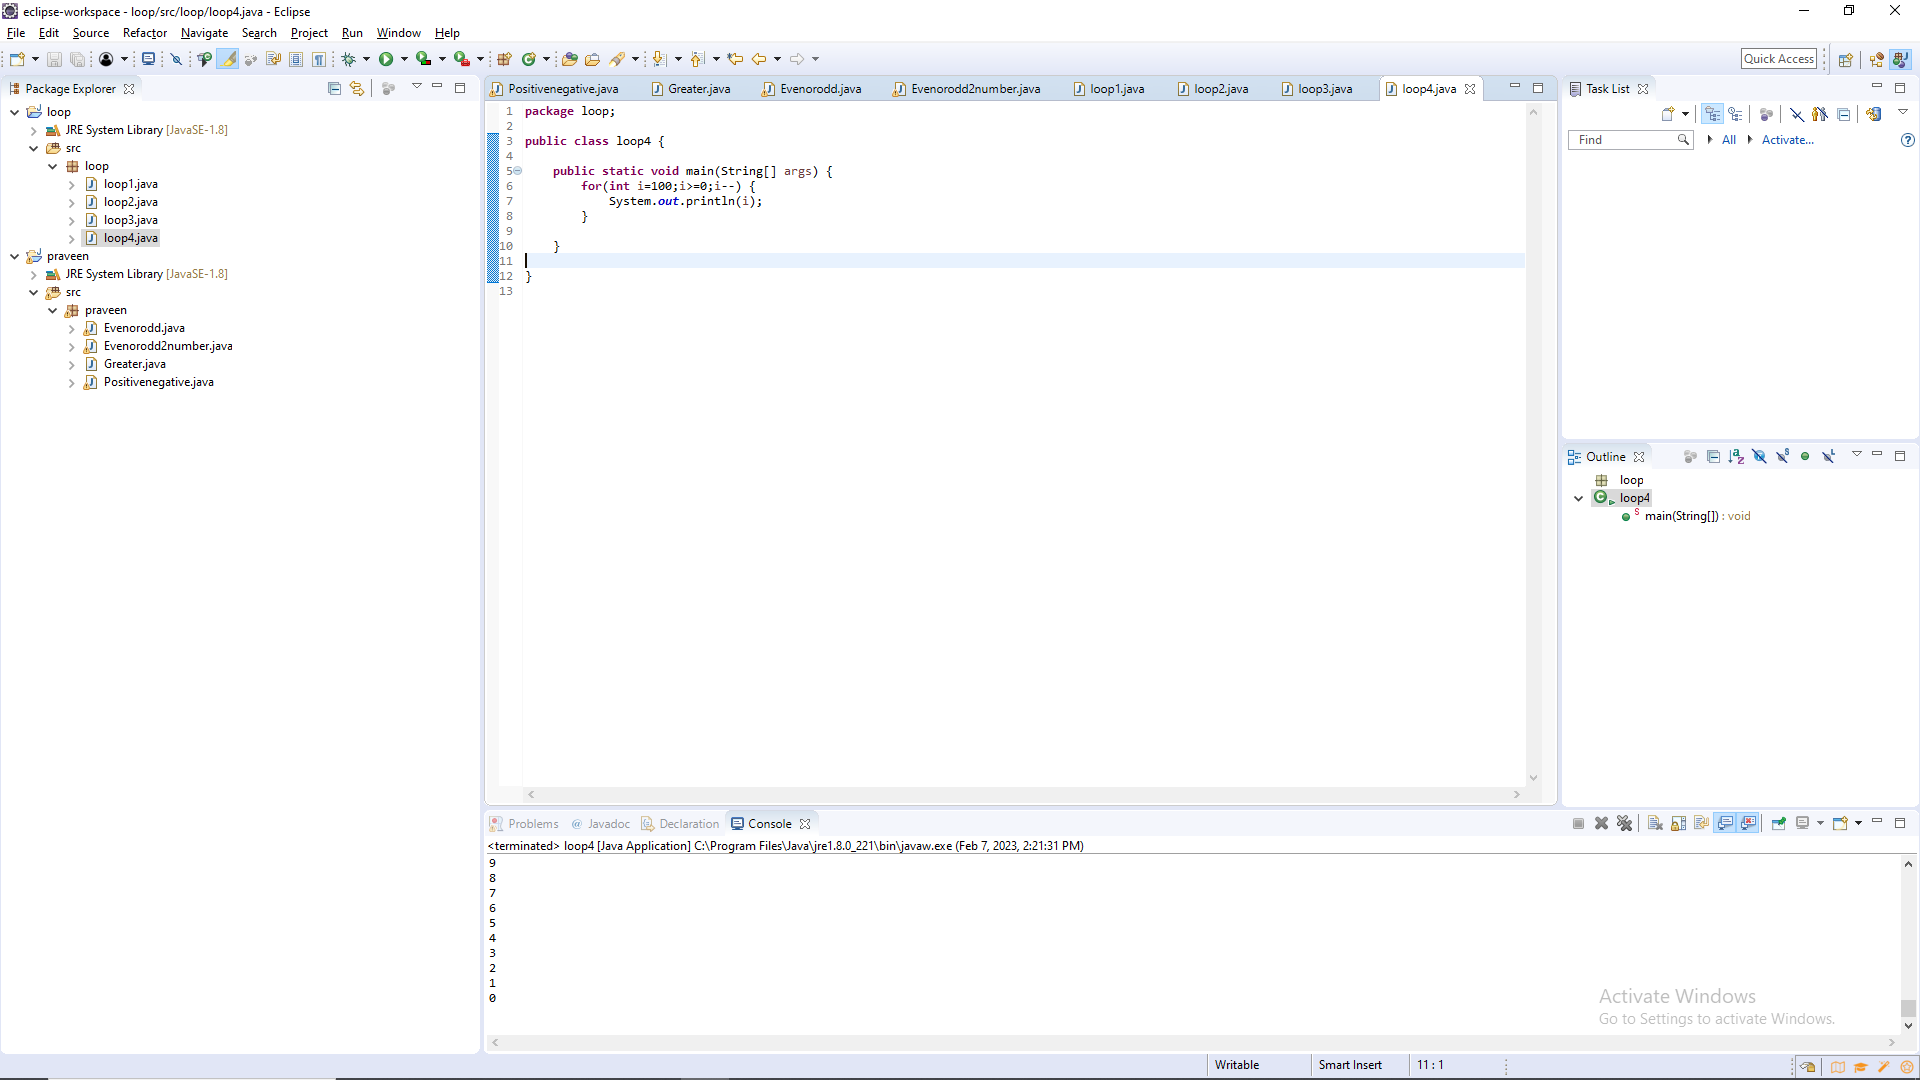 eclipse-workspace - loop/src/loop/loop4.java - Eclipse
File Edit Source Refactor Navigate Search Project Run Window Help
Quick Access
Package Explorer
loop
JRE System Library [JavaSE-1.8]
src
loop
loop1.java
loop2.java
loop3.java
loop4.java
praveen
JRE System Library [JavaSE-1.8]
src
praveen
Evenorodd.java
Evenorodd2number.java
Greater.java
Positivenegative.java
Positivenegative.java Greater.java Evenorodd.java Evenorodd2number.java loop1.java loop2.java loop3.java loop4.java
1 package loop;
2
3 public class loop4 {
4
5 public static void main(String[] args) {
6 for(int i=100;i>=0;i--) {
7 System.out.println(i);
8 }
9
10 }
11
12 }
13
Task List
Find All Activate...
Outline
loop
loop4
main(String[]) : void
Problems @ Javadoc Declaration Console
<terminated> loop4 [Java Application] C:\Program Files\Java\jre1.8.0_221\bin\javaw.exe (Feb 7, 2023, 2:21:31 PM)
9
8
7
6
5
4
3
2
1
0
Activate Windows
Go to Settings to activate Windows.
Writable Smart Insert 11 : 1